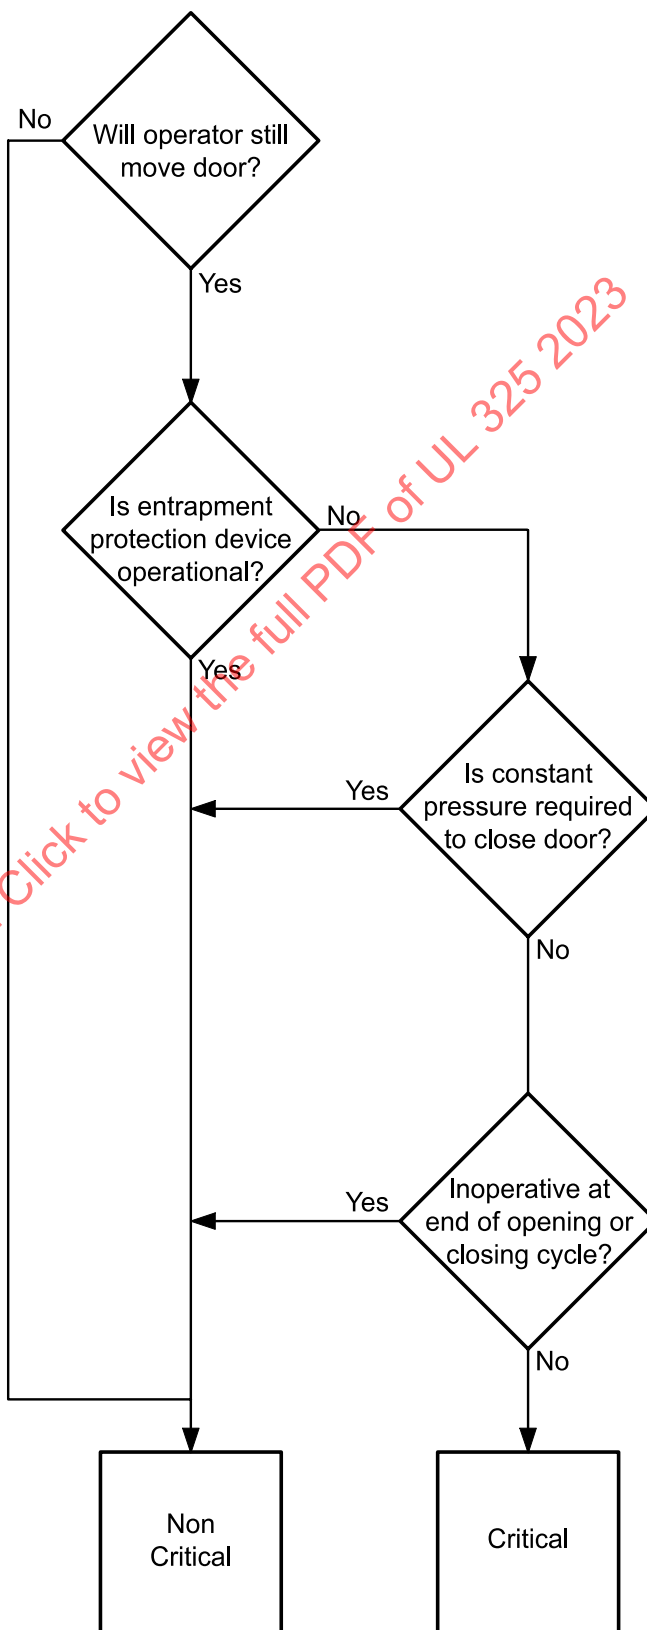 No
Will operator still
move door?
Yes
Is entrapment
protection device
operational?
No
Yes
Is constant
pressure required
to close door?
Yes
No
Inoperative at
end of opening or
closing cycle?
Yes
No
Non
Critical
Critical
Click to view the full PDF of UL 325 2023